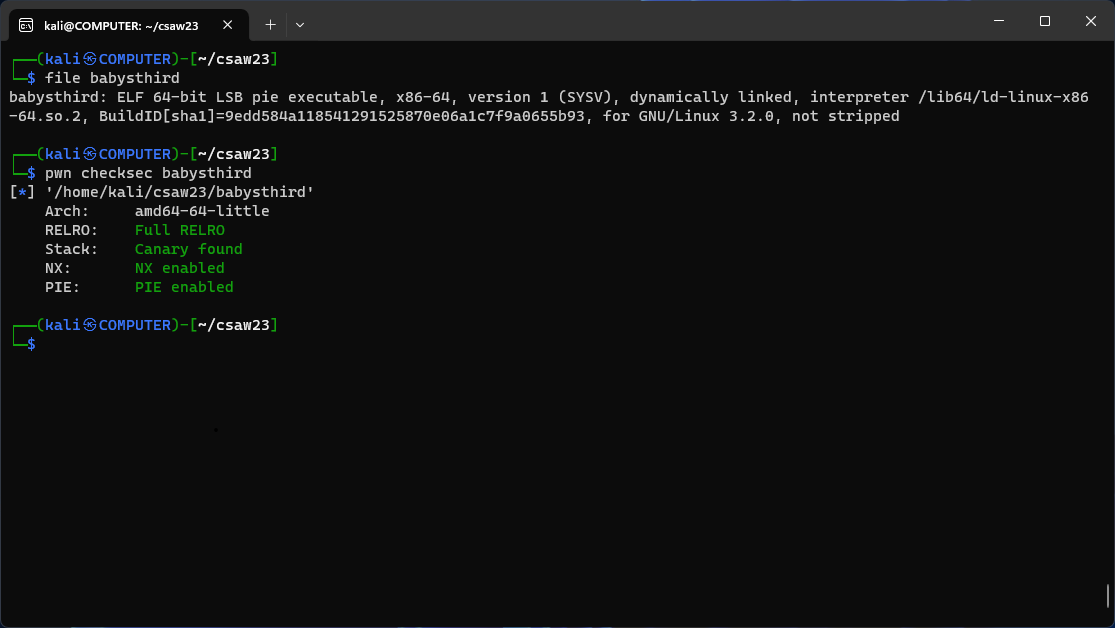 kali@COMPUTER: ~/csaw23
┌──(kali㉿COMPUTER)-[~/csaw23]
└─$ file babysthird
babysthird: ELF 64-bit LSB pie executable, x86-64, version 1 (SYSV), dynamically linked, interpreter /lib64/ld-linux-x86
-64.so.2, BuildID[sha1]=9edd584a118541291525870e06a1c7f9a0655b93, for GNU/Linux 3.2.0, not stripped
┌──(kali㉿COMPUTER)-[~/csaw23]
└─$ pwn checksec babysthird
[*] '/home/kali/csaw23/babysthird'
Arch: amd64-64-little
RELRO: Full RELRO
Stack: Canary found
NX: NX enabled
PIE: PIE enabled
┌──(kali㉿COMPUTER)-[~/csaw23]
└─$